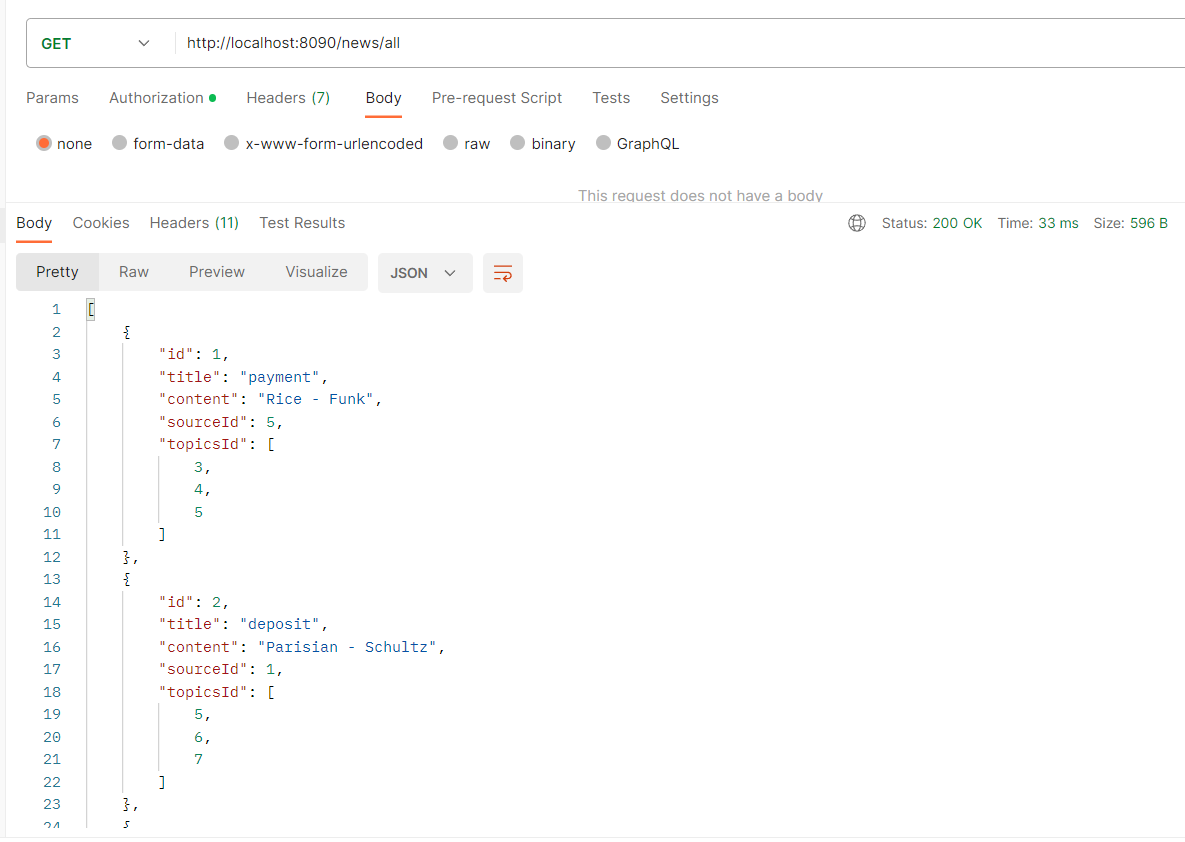 GET http://localhost:8090/news/all
Params Authorization Headers (7) Body Pre-request Script Tests Settings
none form-data x-www-form-urlencoded raw binary GraphQL
This request does not have a body
Body Cookies Headers (11) Test Results Status: 200 OK Time: 33 ms Size: 596 B
Pretty Raw Preview Visualize JSON
1 [
2 {
3 "id": 1,
4 "title": "payment",
5 "content": "Rice - Funk",
6 "sourceId": 5,
7 "topicsId": [
8 3,
9 4,
10 5
11 ]
12 },
13 {
14 "id": 2,
15 "title": "deposit",
16 "content": "Parisian - Schultz",
17 "sourceId": 1,
18 "topicsId": [
19 5,
20 6,
21 7
22 ]
23 },
24 {